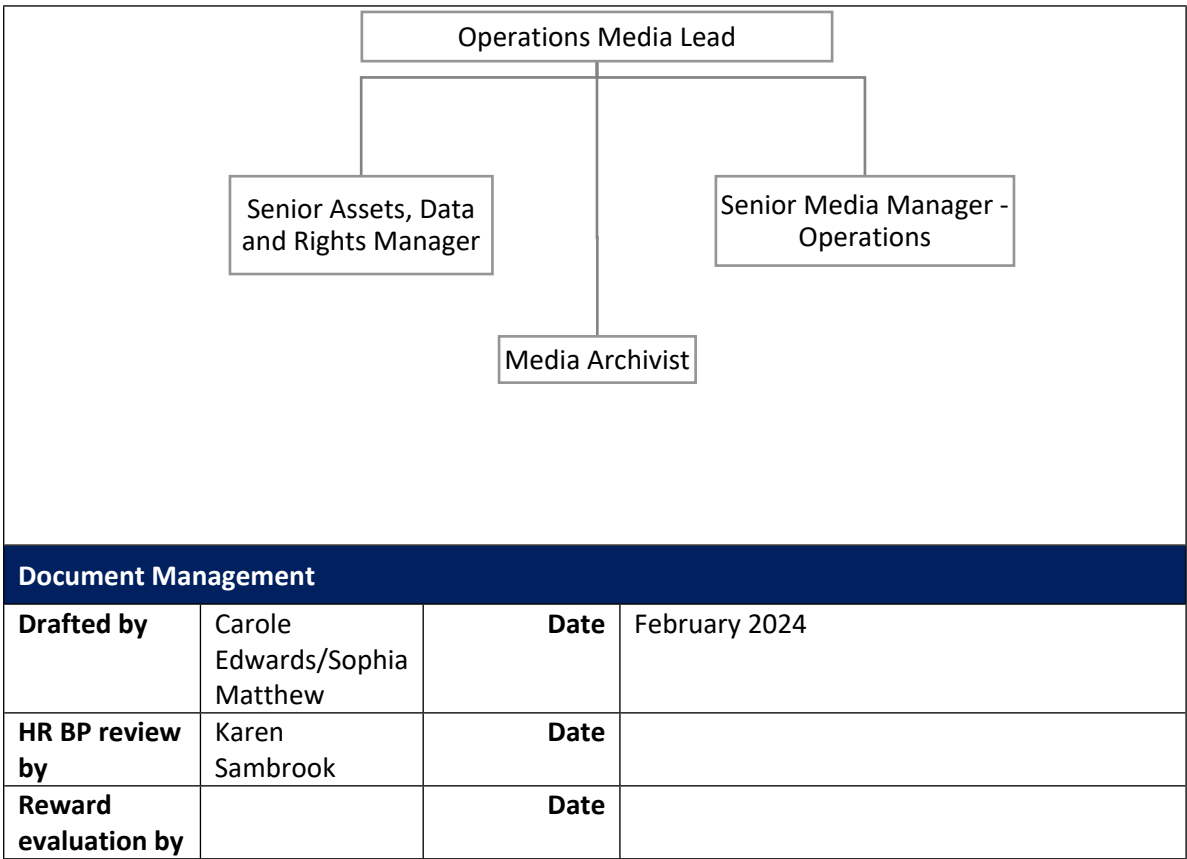 Operations Media Lead
Senior Assets, Data
and Rights Manager
Senior Media Manager -
Operations
Media Archivist
Document Management
Drafted by
Carole
Edwards/Sophia
Matthew
Date
February 2024
HR BP review
by
Karen
Sambrook
Date
Reward
evaluation by
Date